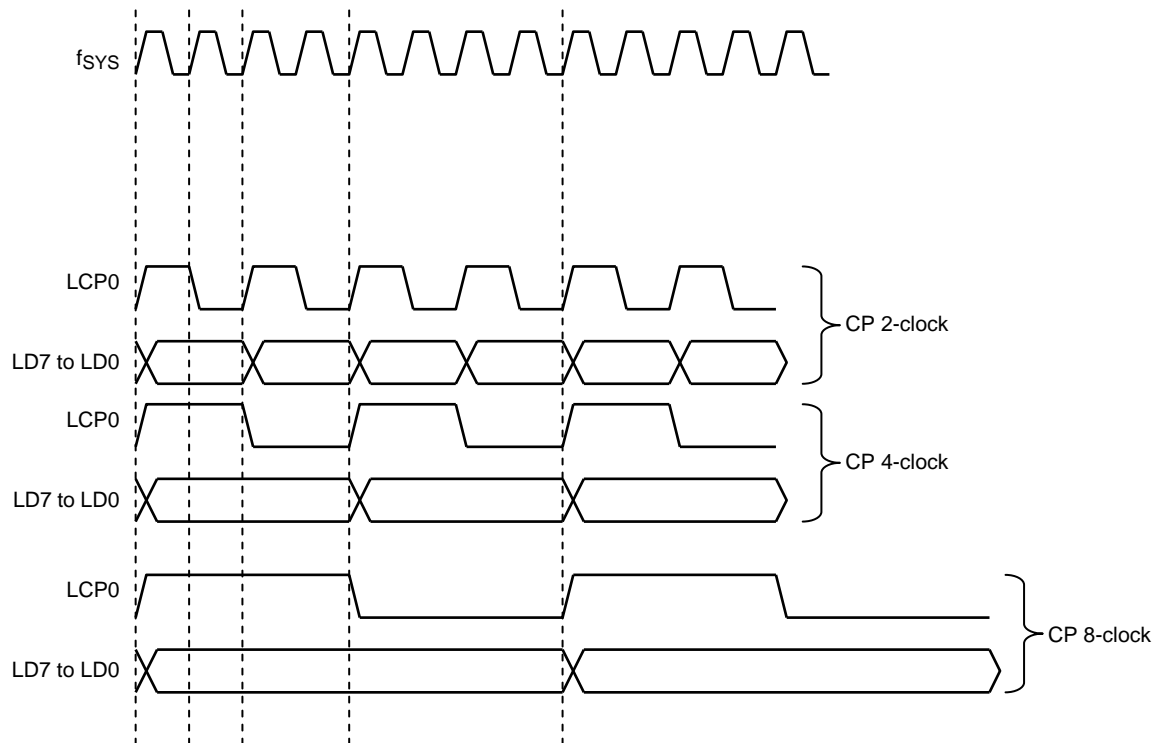 fSYS
LCP0
CP 2-clock
LD7 to LD0
LCP0
CP 4-clock
LD7 to LD0
LCP0
CP 8-clock
LD7 to LD0